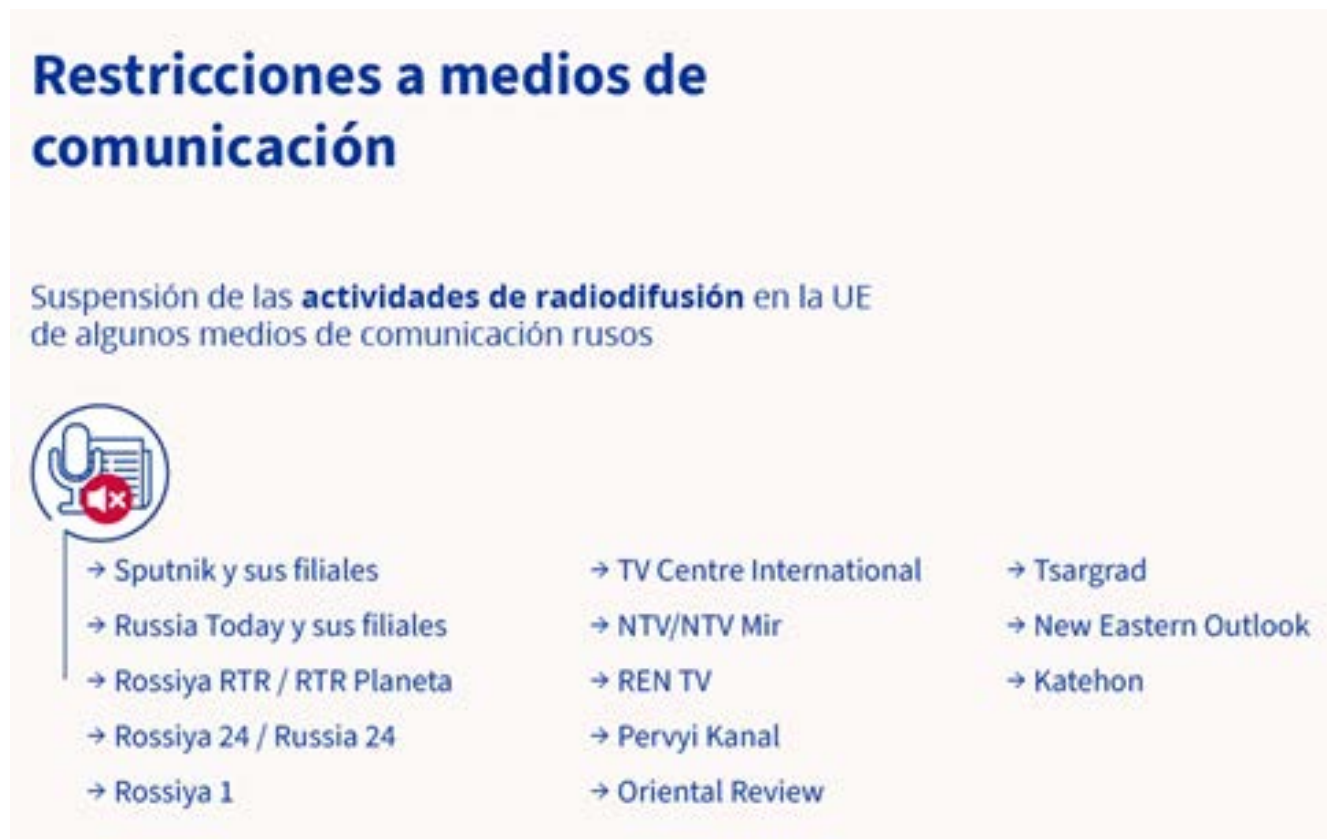 Restricciones a medios de
comunicación
Suspensión de las actividades de radiodifusión en la UE
de algunos medios de comunicación rusos
→ Sputnik y sus filiales
→ Russia Today y sus filiales
→ Rossiya RTR / RTR Planeta
→ Rossiya 24 / Russia 24
→ Rossiya 1
→ TV Centre International
→ NTV/NTV Mir
→ REN TV
→ Pervyi Kanal
→ Oriental Review
→ Tsargrad
→ New Eastern Outlook
→ Katehon